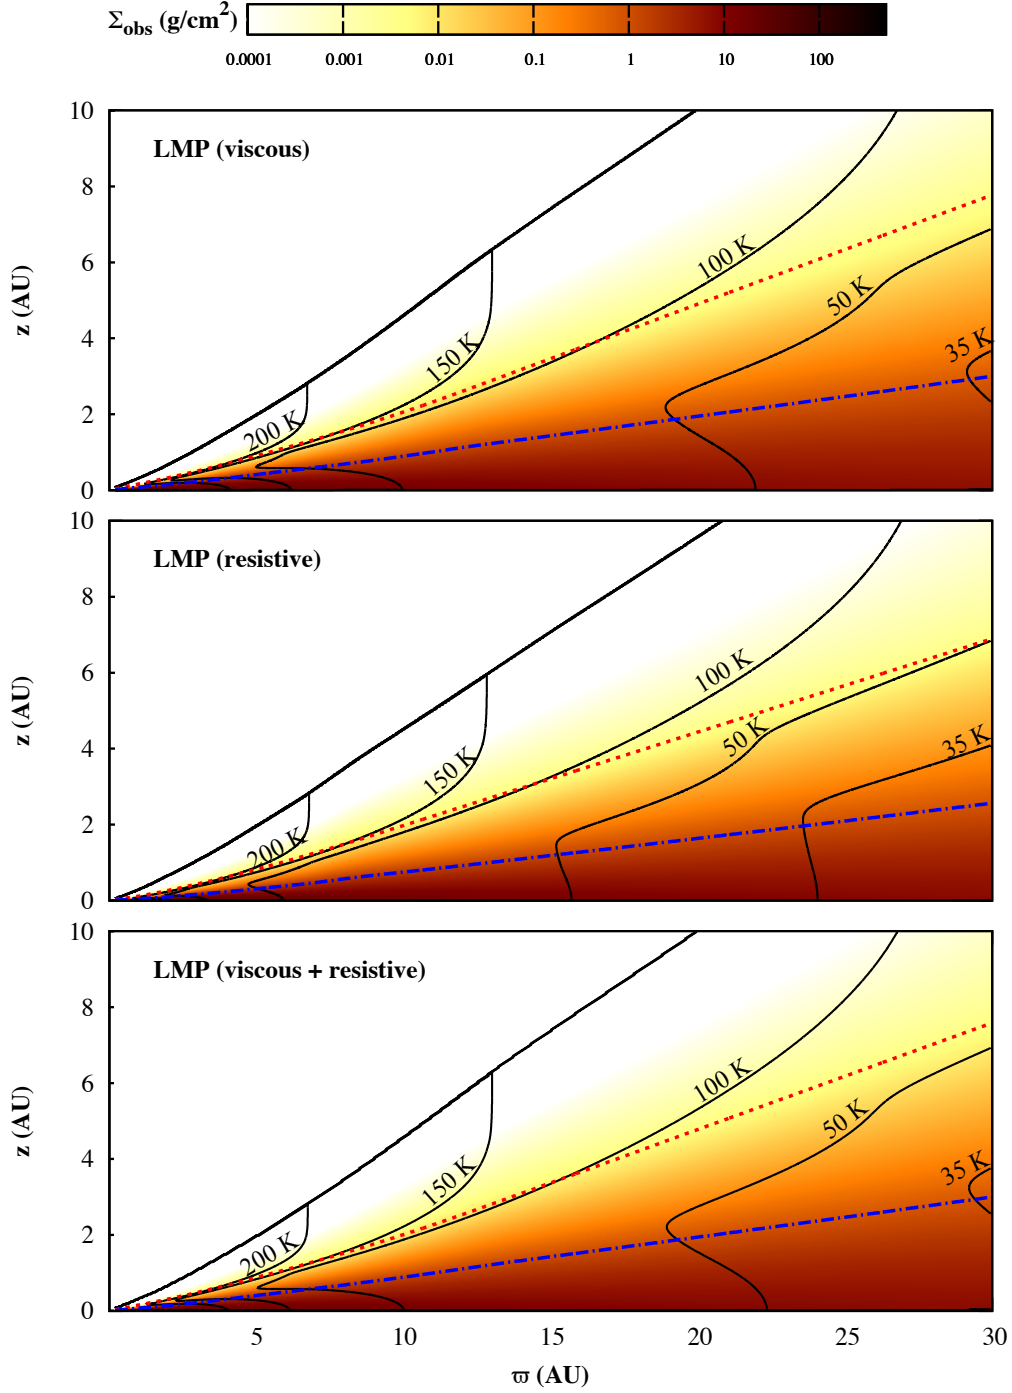 Σobs (g/cm2)
0.0001 0.001 0.01 0.1 1 10 100
LMP (viscous)
z (AU)
10
8
6
4
2
0
200 K
150 K
100 K
50 K
35 K
LMP (resistive)
z (AU)
10
8
6
4
2
0
200 K
150 K
100 K
50 K
35 K
LMP (viscous + resistive)
z (AU)
10
8
6
4
2
0
200 K
150 K
100 K
50 K
35 K
5 10 15 20 25 30
ϖ (AU)